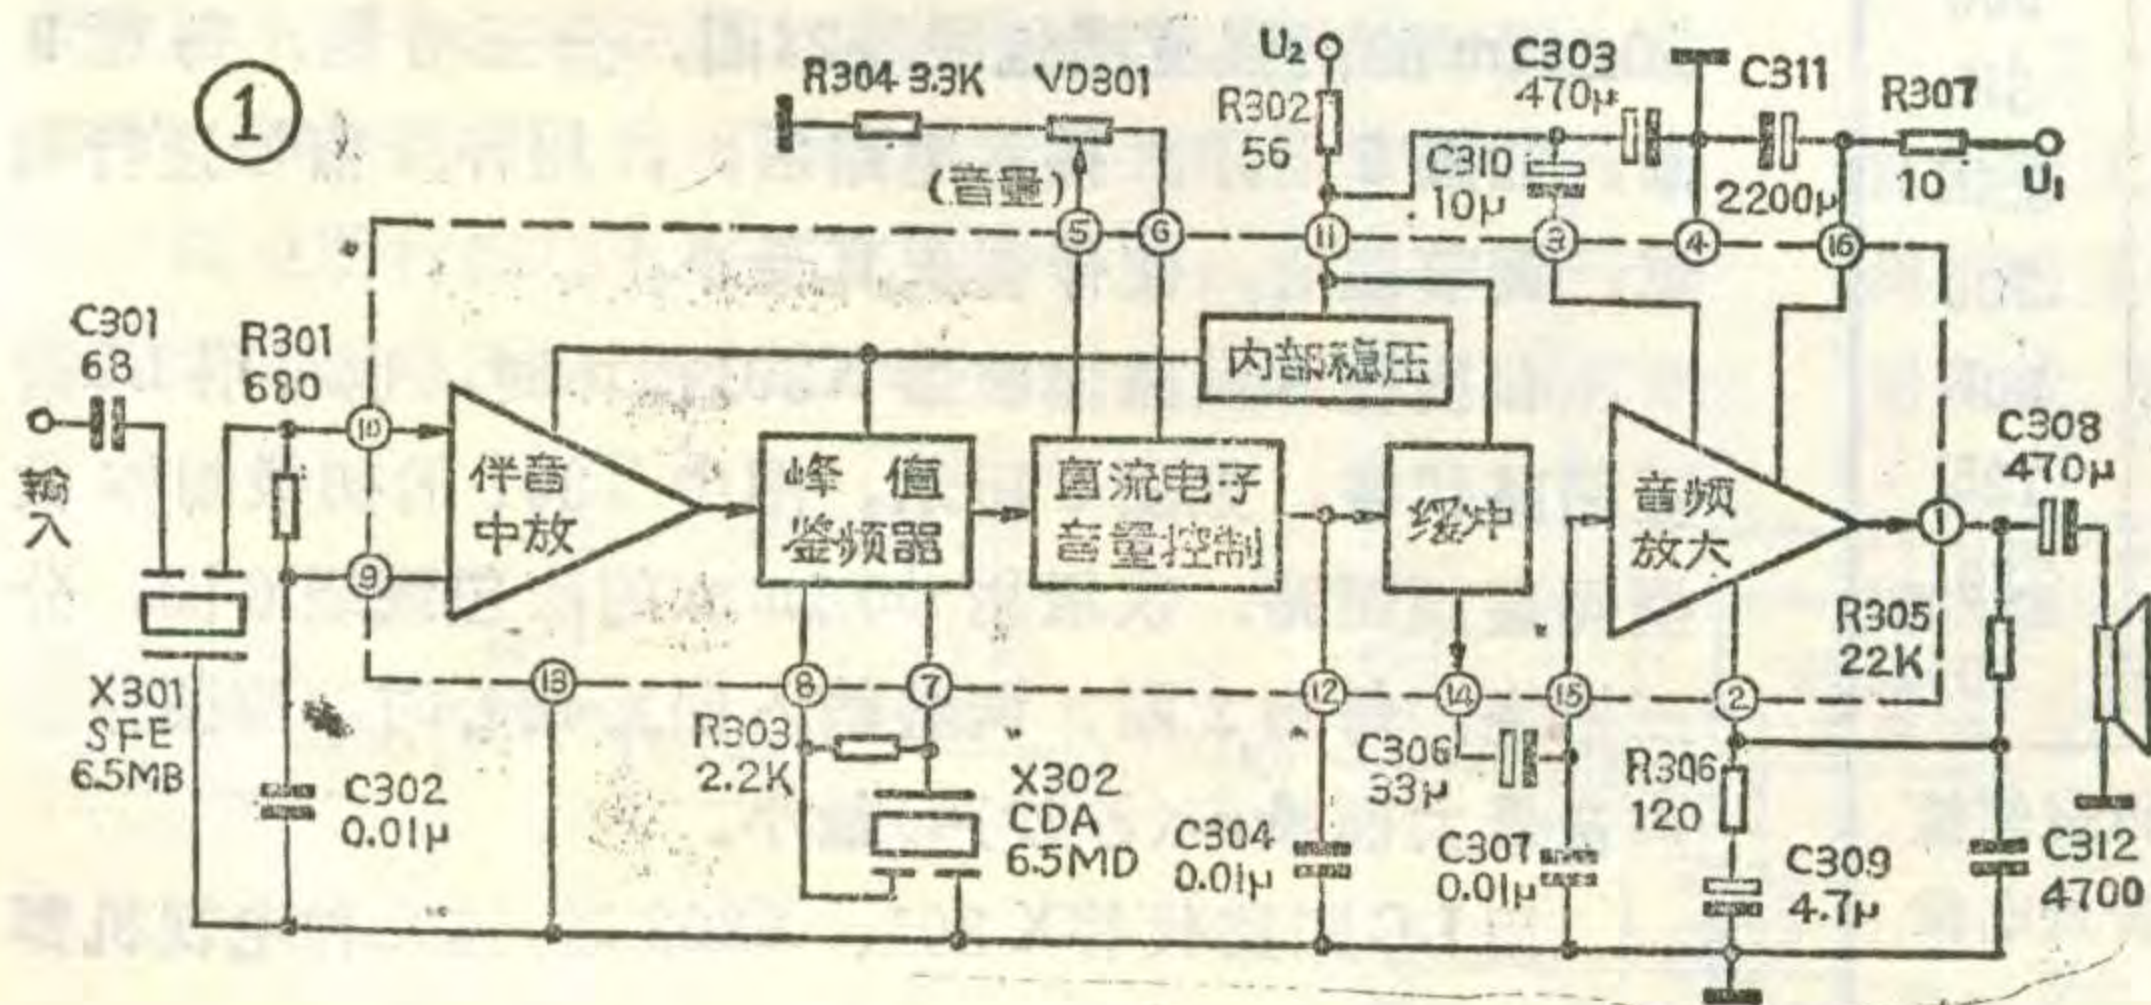 ①
R304 3.3K
VD301
(音量)
U₂
R302
56
C303
470μ
C310
10μ
C311
2200μ
R307
10
U₁
⑤
⑥
⑪
③
④
⑯
C301
68
R301
680
输
入
⑩
⑨
伴音
中放
峰值
鉴频器
直流电子
音量控制
内部稳压
缓冲
音频
放大
①
C308
470μ
R305
22K
X301
SFE
6.5MB
C302
0.01μ
⑬
⑧
⑦
⑫
⑭
⑮
②
R303
2.2K
X302
CDA
6.5MD
C304
0.01μ
C306
33μ
C307
0.01μ
R306
120
C309
4.7μ
C312
4700